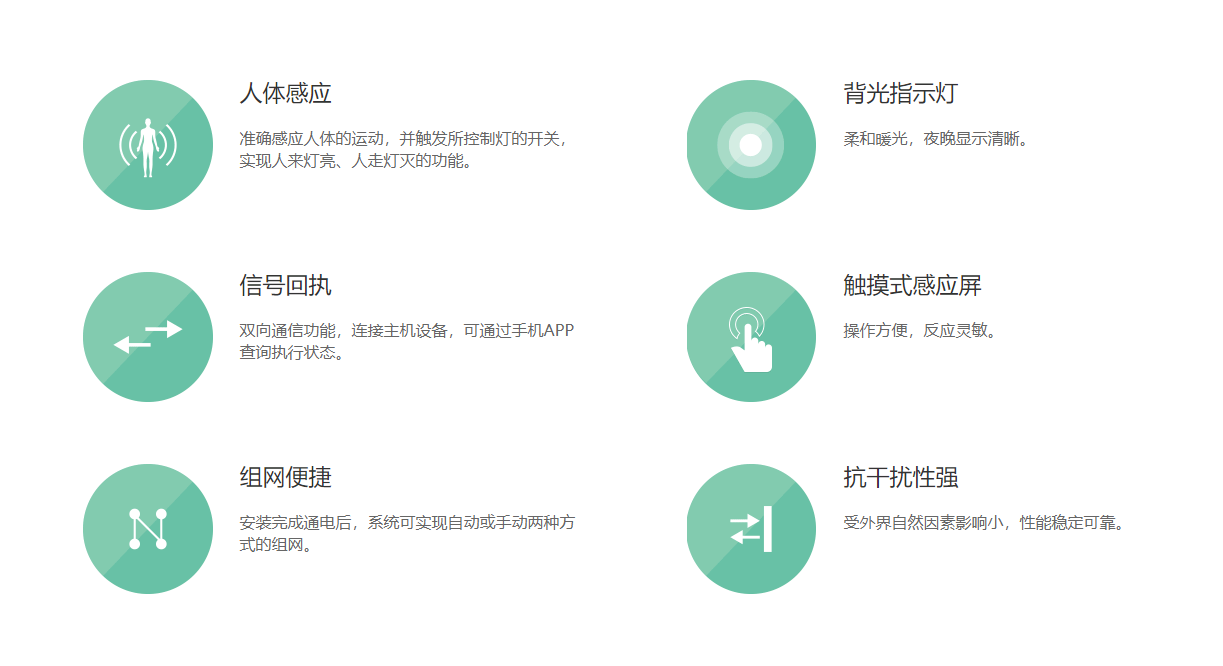 人体感应
准确感应人体的运动，并触发所控制灯的开关，
实现人来灯亮、人走灯灭的功能。
背光指示灯
柔和暖光，夜晚显示清晰。
信号回执
双向通信功能，连接主机设备，可通过手机APP
查询执行状态。
触摸式感应屏
操作方便，反应灵敏。
组网便捷
安装完成通电后，系统可实现自动或手动两种方
式的组网。
抗干扰性强
受外界自然因素影响小，性能稳定可靠。